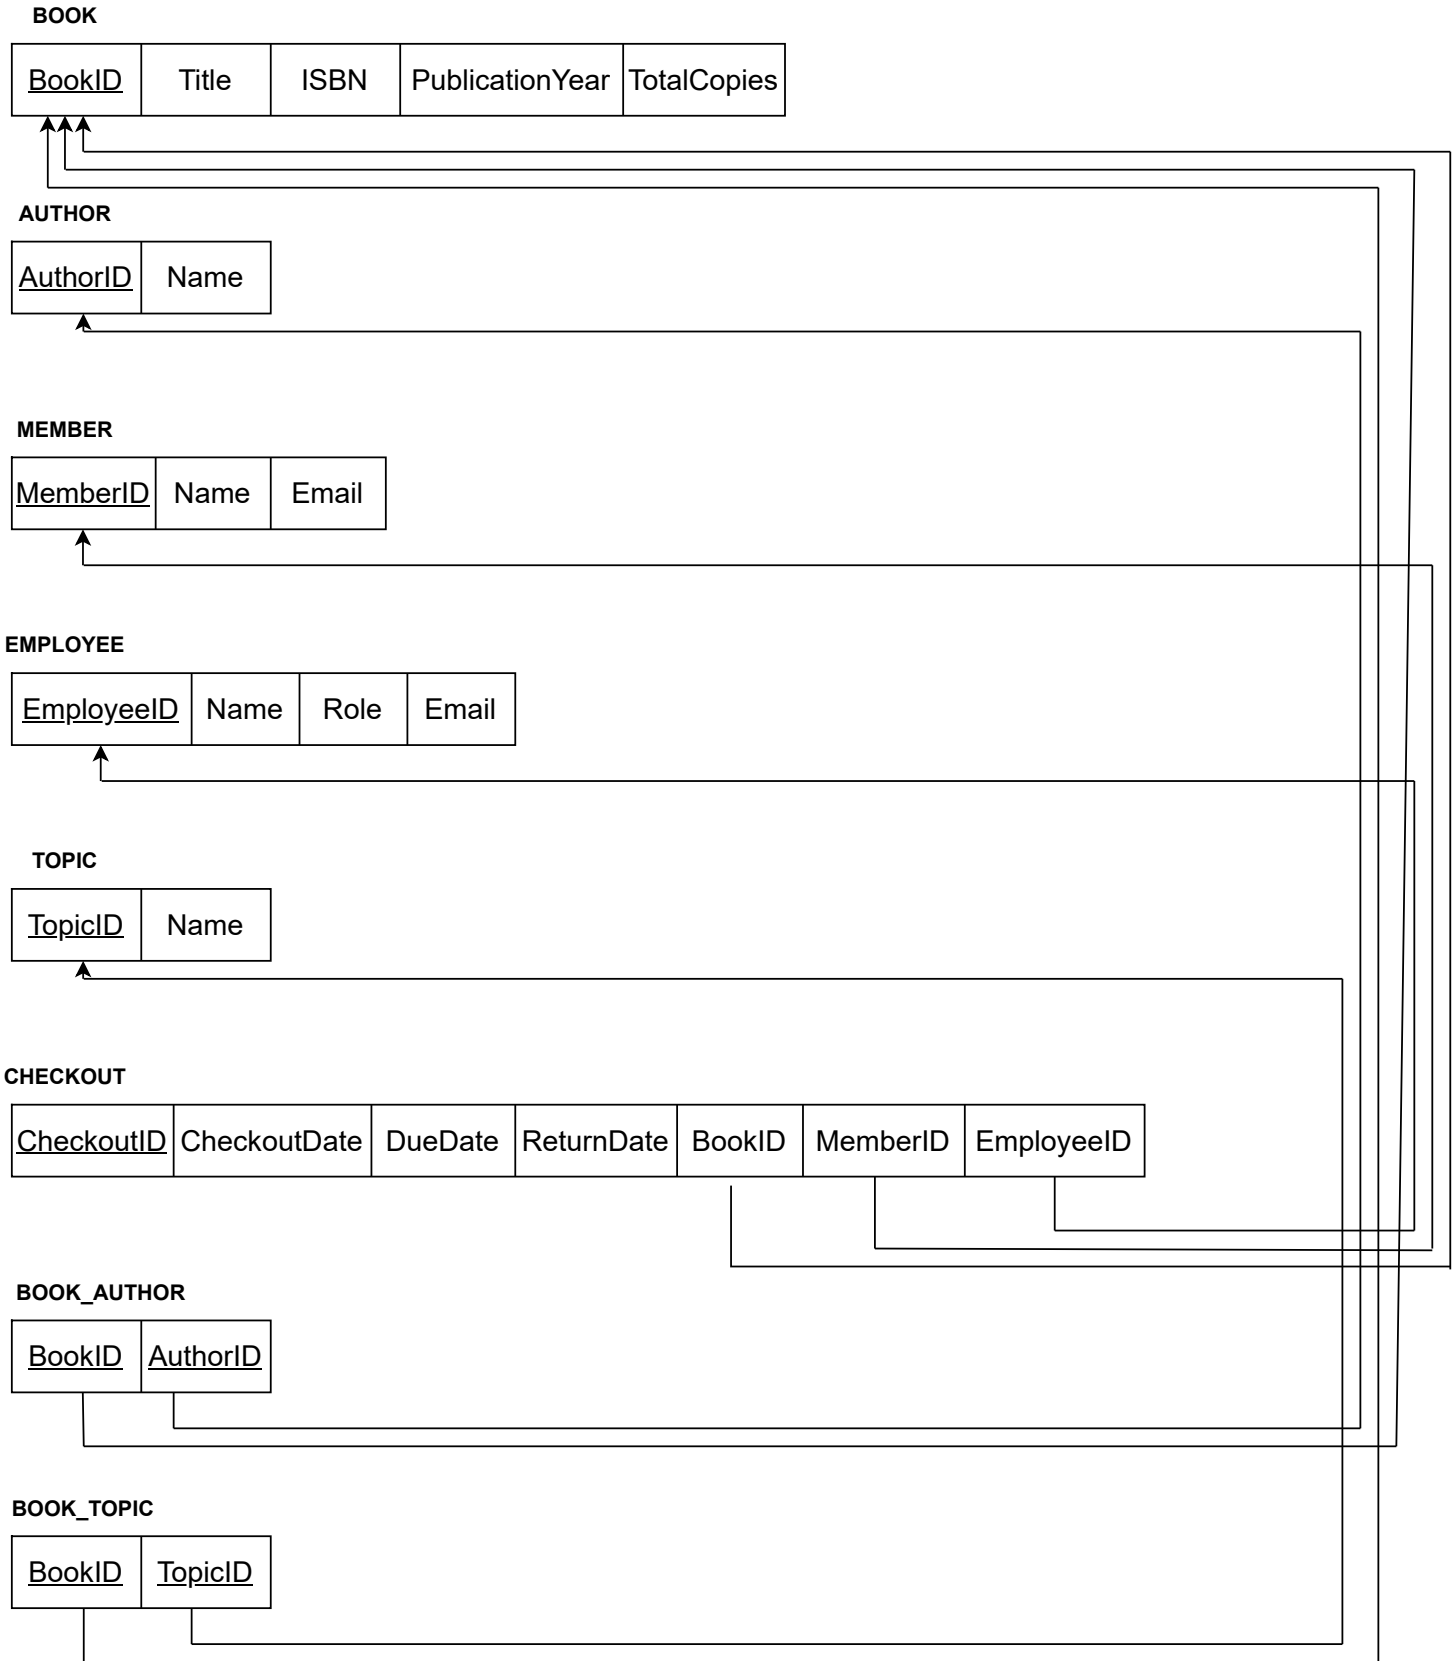 BOOK
BookID Title ISBN PublicationYear TotalCopies
AUTHOR
AuthorID Name
MEMBER
MemberID Name Email
EMPLOYEE
EmployeeID Name Role Email
TOPIC
TopicID Name
CHECKOUT
CheckoutID CheckoutDate DueDate ReturnDate BookID MemberID EmployeeID
BOOK_AUTHOR
BookID AuthorID
BOOK_TOPIC
BookID TopicID